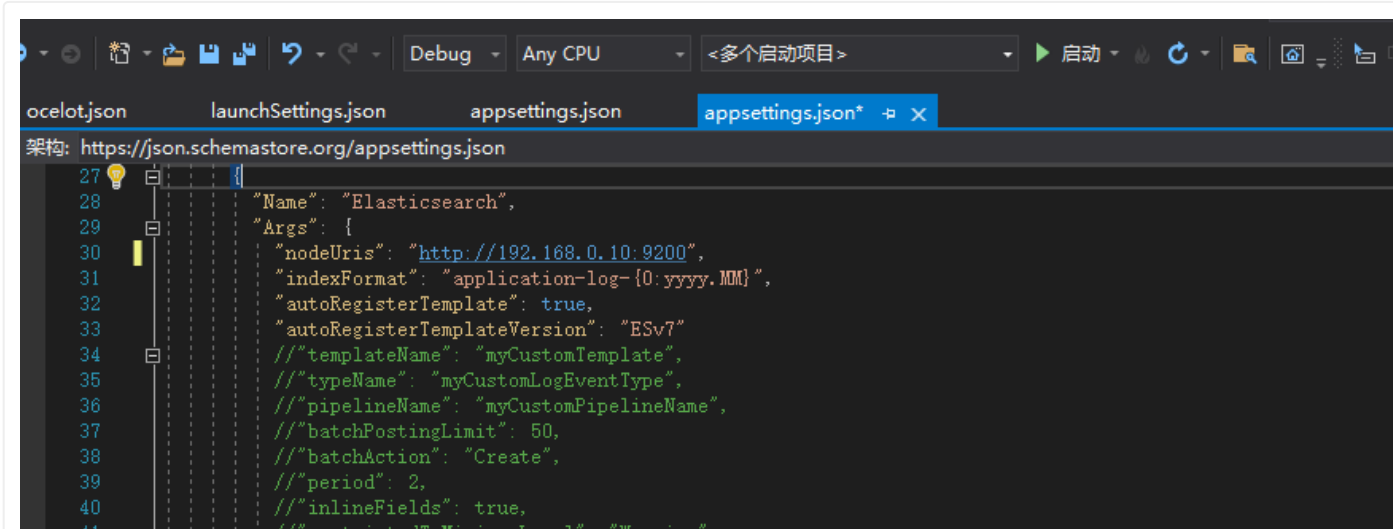 Debug Any CPU <多个启动项目> 启动
ocelot.json launchSettings.json appsettings.json appsettings.json*
架构: https://json.schemastore.org/appsettings.json
27 {
28 "Name": "Elasticsearch",
29 "Args": {
30 "nodeUris": "http://192.168.0.10:9200",
31 "indexFormat": "application-log-{0:yyyy.MM}",
32 "autoRegisterTemplate": true,
33 "autoRegisterTemplateVersion": "ESv7"
34 //"templateName": "myCustomTemplate",
35 //"typeName": "myCustomLogEventType",
36 //"pipelineName": "myCustomPipelineName",
37 //"batchPostingLimit": 50,
38 //"batchAction": "Create",
39 //"period": 2,
40 //"inlineFields": true,